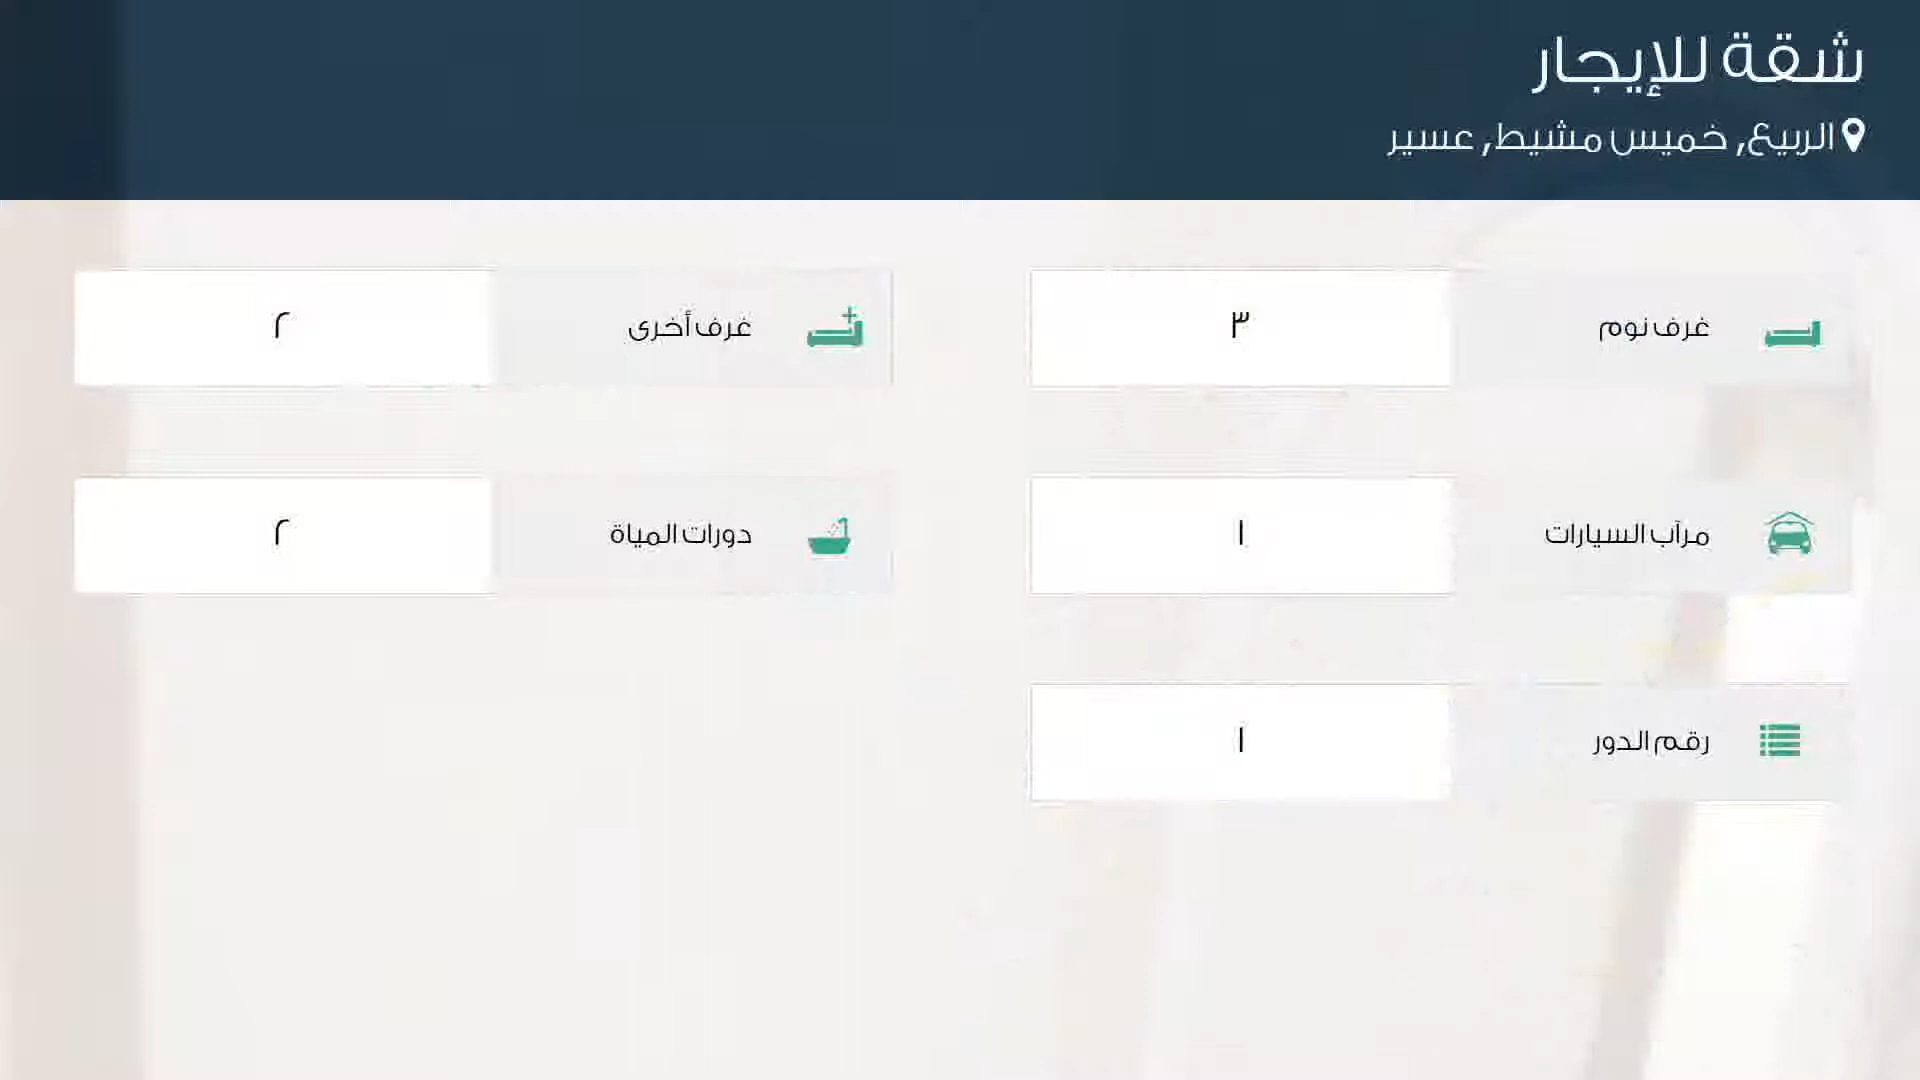 شقة للإيجار
الربيع, خميس مشيط, عسير
غرف نوم ٣
غرف أخرى ٢
مرآب السيارات ١
دورات المياة ٢
رقم الدور ١